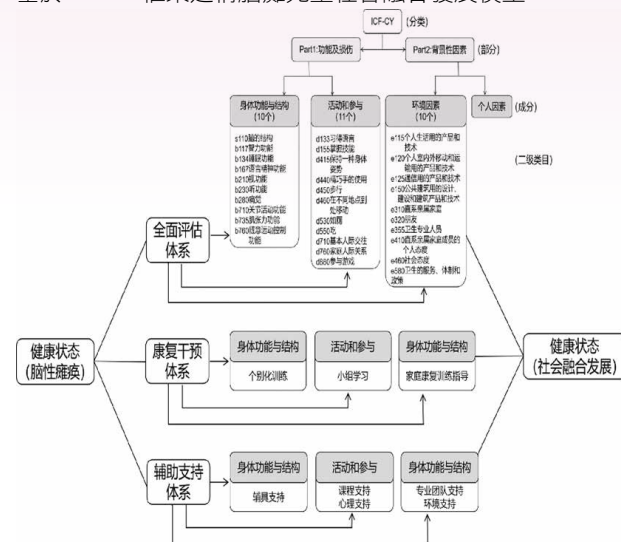 ICF-CY (分类)
Part1:功能及损伤
Part2:背景性因素 (部分)
身体功能与结构
(10个)
活动和参与
(11个)
环境因素
(10个)
个人因素 (成分)
(二级类目)
s110脑的结构
b117智力功能
b134睡眠功能
b167语言精神功能
b210视功能
b230听功能
b280痛觉
b710关节活动功能
b735肌张力功能
b760随意运动控制
功能
d133习得语言
d155掌握技能
d415保持一种身体
姿势
d440精巧手的使用
d450步行
d460在不同地点到
处移动
d530如厕
d550吃
d710基本人际交往
d760家庭人际关系
d880参与游戏
e115个人生活用的产品和
技术
e120个人室内外移动和运
输用的产品和技术
e125通信用的产品和技术
e150公共建筑用的设计、
建设和建筑产品和技术
e310直系亲属家庭
e320朋友
e355卫生专业人员
e410直系亲属家庭成员的
个人态度
e460社会态度
e580卫生的服务、体制和
政策
全面评估
体系
健康状态
(脑性瘫痪)
康复干预
体系
身体功能与结构
个别化训练
活动和参与
小组学习
身体功能与结构
家庭康复训练指导
健康状态
(社会融合发展)
辅助支持
体系
身体功能与结构
辅具支持
活动和参与
课程支持
心理支持
身体功能与结构
专业团队支持
环境支持